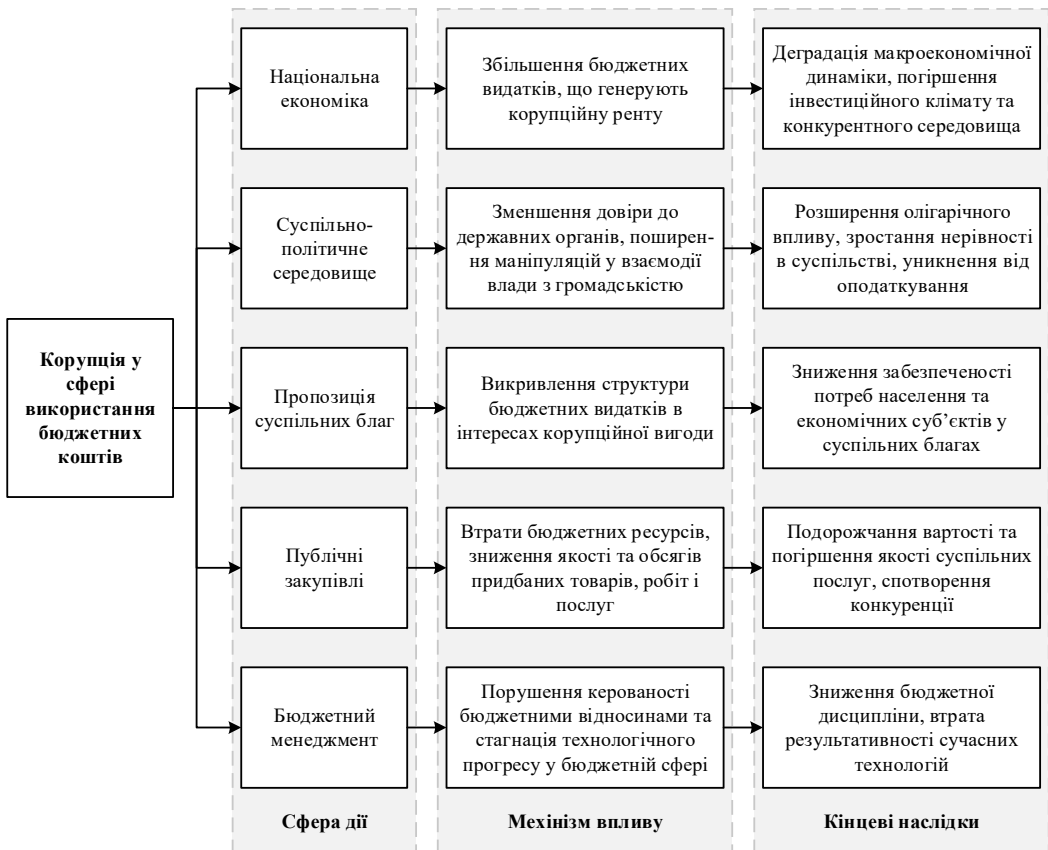 Корупція у
сфері
використання
бюджетних
коштів
Національна
економіка
Збільшення бюджетних
видатків, що генерують
корупційну ренту
Деградація макроекономічної
динаміки, погіршення
інвестиційного клімату та
конкурентного середовища
Суспільно-
політичне
середовище
Зменшення довіри до
державних органів, поширен-
ня маніпуляцій у взаємодії
влади з громадськістю
Розширення олігарічного
впливу, зростання нерівності
в суспільстві, уникнення від
оподаткування
Пропозиція
суспільних благ
Викривлення структури
бюджетних видатків в
інтересах корупційної вигоди
Зниження забезпеченості
потреб населення та
економічних суб’єктів у
суспільних благах
Публічні
закупівлі
Втрати бюджетних ресурсів,
зниження якості та обсягів
придбаних товарів, робіт і
послуг
Подорожчання вартості та
погіршення якості суспільних
послуг, спотворення
конкуренції
Бюджетний
менеджмент
Порушення керованості
бюджетними відносинами та
стагнація технологічного
прогресу у бюджетній сфері
Зниження бюджетної
дисципліни, втрата
результативності сучасних
технологій
Сфера дії
Мехінізм впливу
Кінцеві наслідки